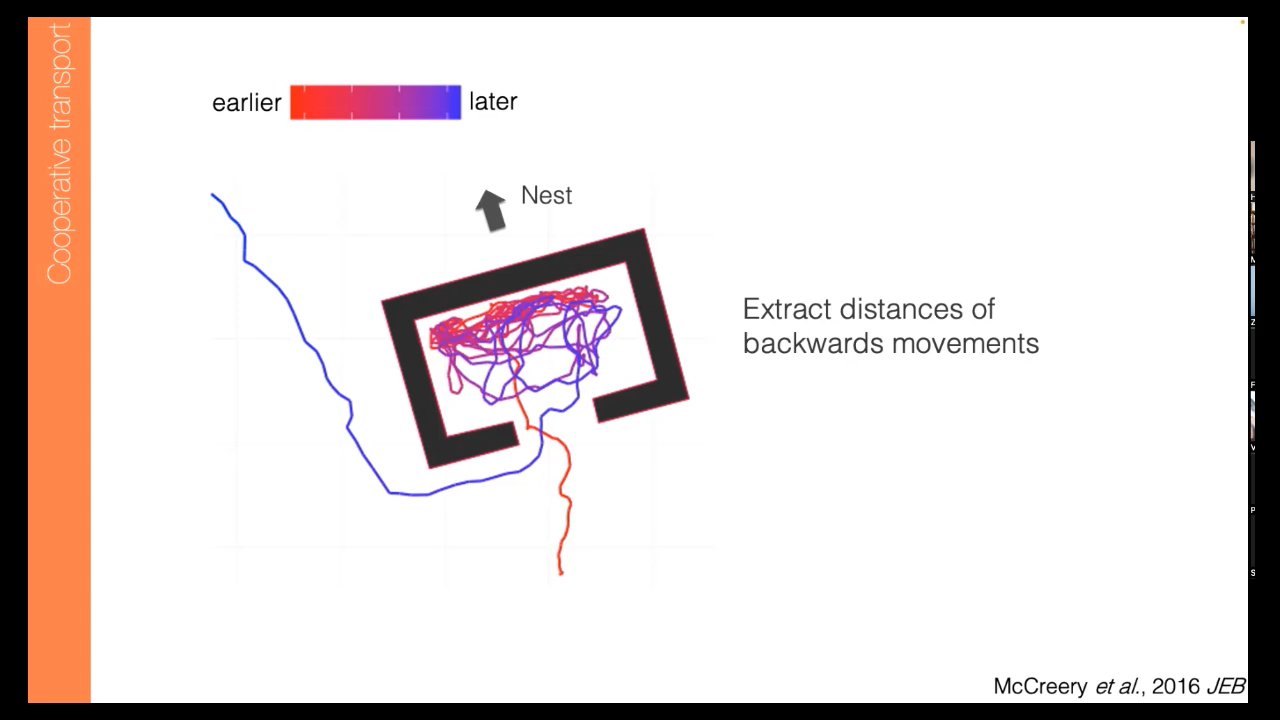 Cooperative transport
earlier later
Nest
Extract distances of
backwards movements
McCreery et al., 2016 JEB
H
M
Z
F
V
P
S